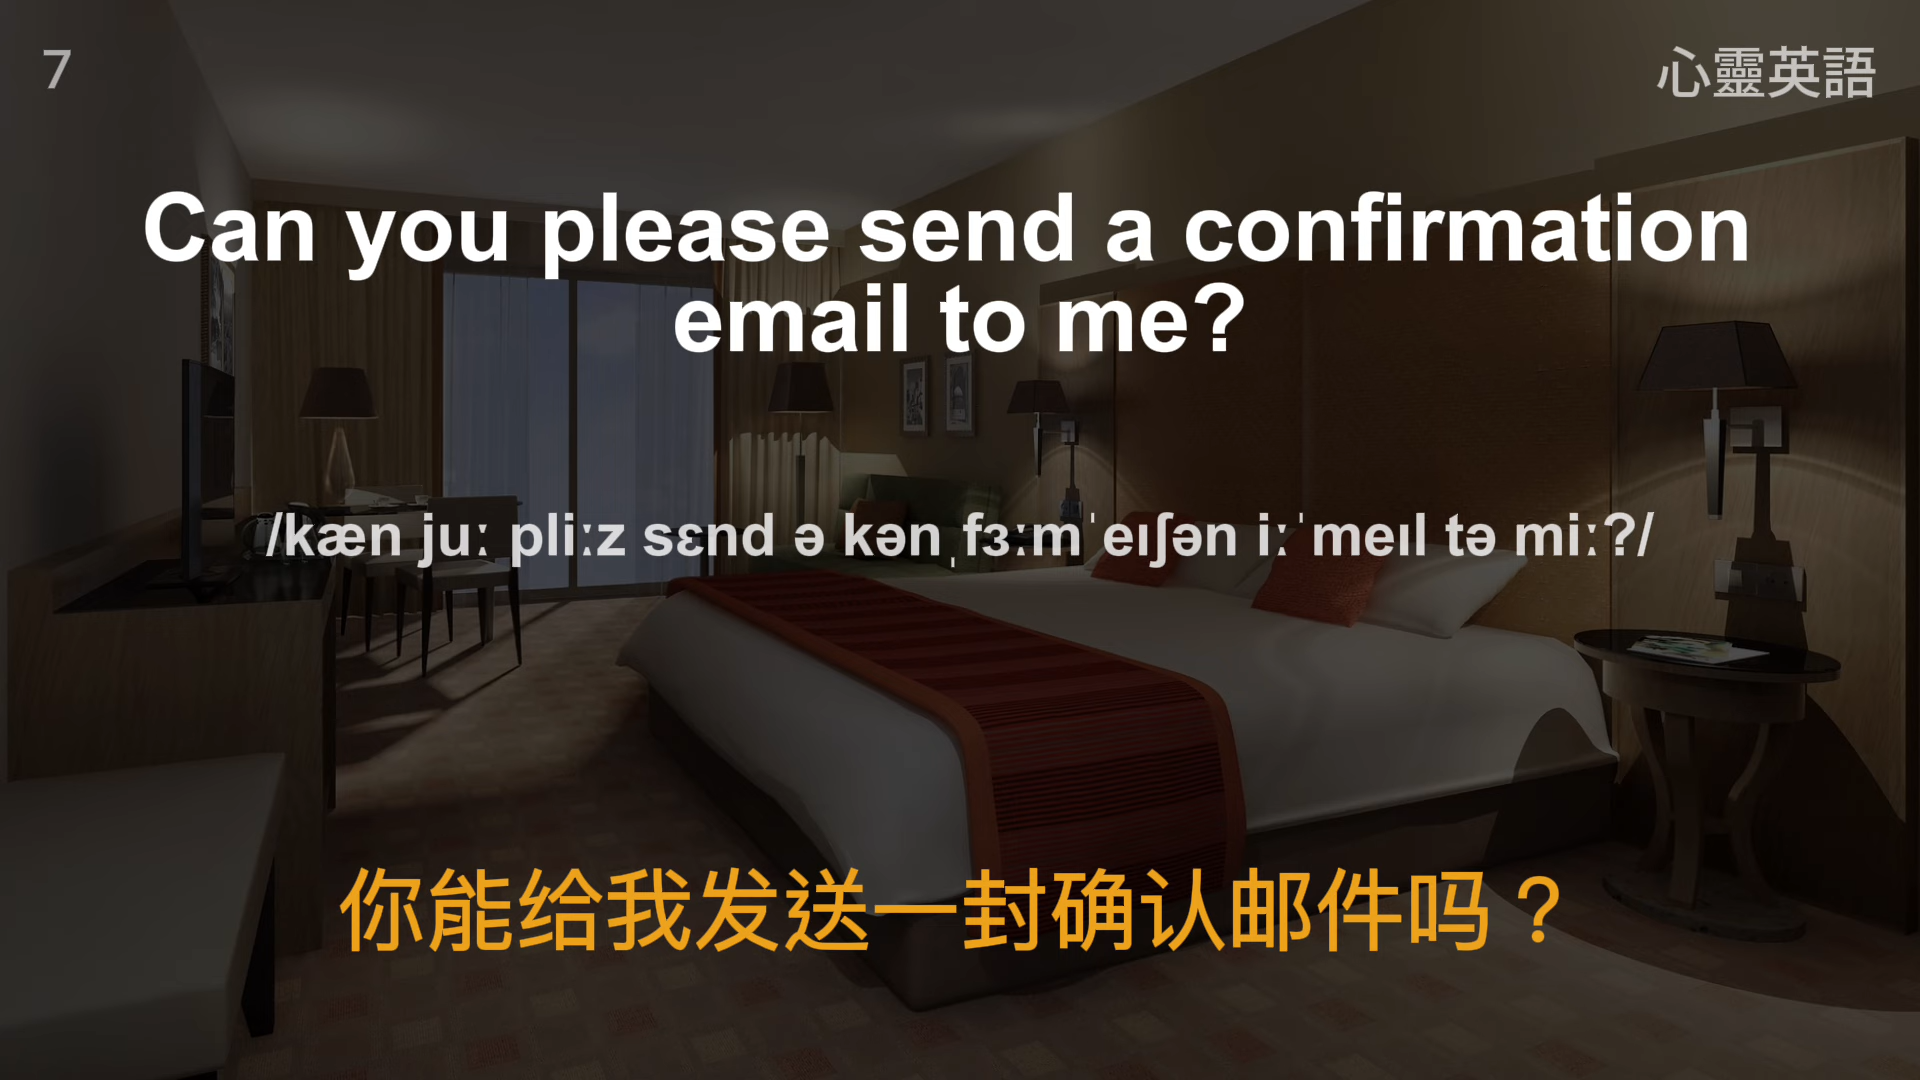 7
心靈英語
Can you please send a confirmation
email to me?
/kæn juː pliːz sɛnd ə kənˌfɜːmˈeɪʃən iːˈmeɪl tə miː?/
你能给我发送一封确认邮件吗？